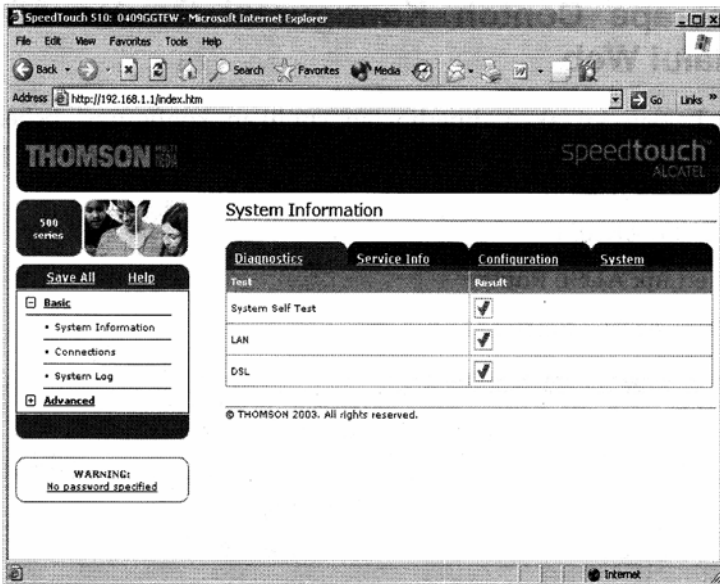 SpeedTouch 510: 0409GGTEW - Microsoft Internet Explorer
File Edit View Favorites Tools Help
Back Search Favorites Media
Address http://192.168.1.1/index.htm Go Links »
THOMSON MULTI MEDIA
speedtouch™
ALCATEL
500 series
System Information
Diagnostics Service Info Configuration System
Test Result
System Self Test
LAN
DSL
Save All Help
Basic
• System Information
• Connections
• System Log
Advanced
© THOMSON 2003. All rights reserved.
WARNING:
No password specified
Internet